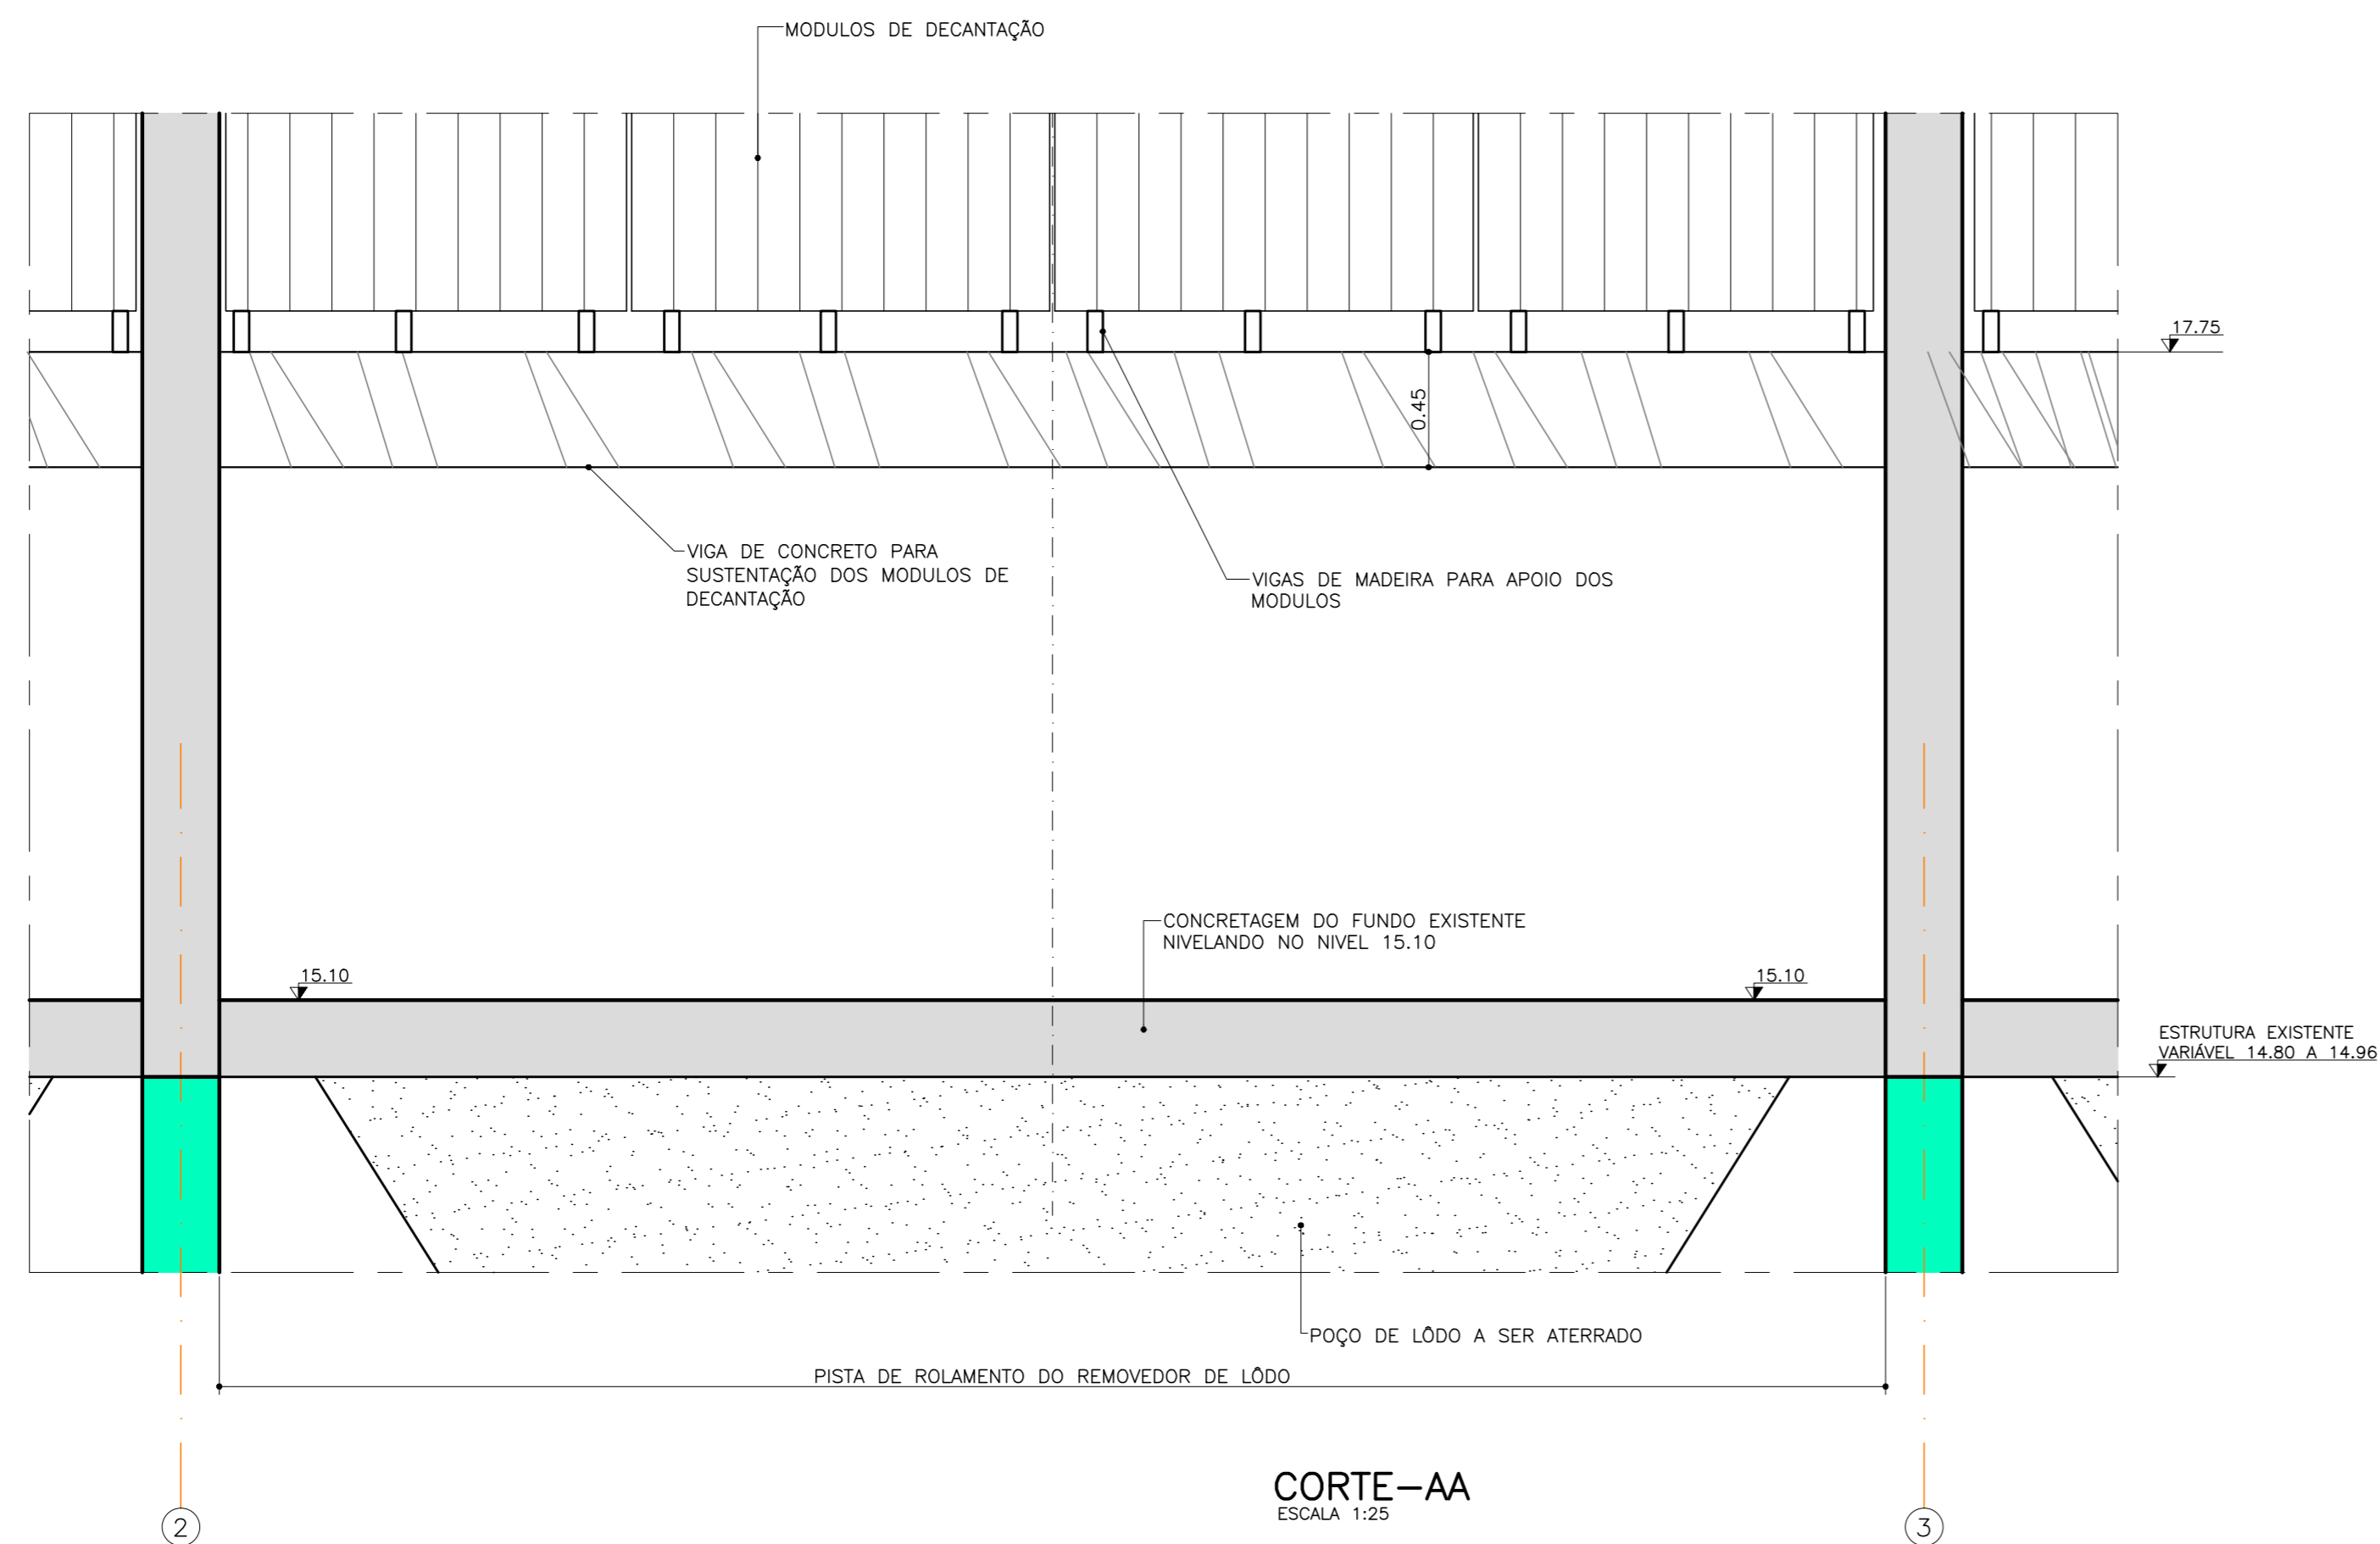 MODULOS DE DECANTAÇÃO
17.75
0.45
VIGA DE CONCRETO PARA
SUSTENTAÇÃO DOS MODULOS DE
DECANTAÇÃO
VIGAS DE MADEIRA PARA APOIO DOS
MODULOS
CONCRETAGEM DO FUNDO EXISTENTE
NIVELANDO NO NIVEL 15.10
15.10
15.10
ESTRUTURA EXISTENTE
VARIÁVEL 14.80 A 14.96
POÇO DE LÔDO A SER ATERRADO
PISTA DE ROLAMENTO DO REMOVEDOR DE LÔDO
CORTE-AA
ESCALA 1:25
2
3